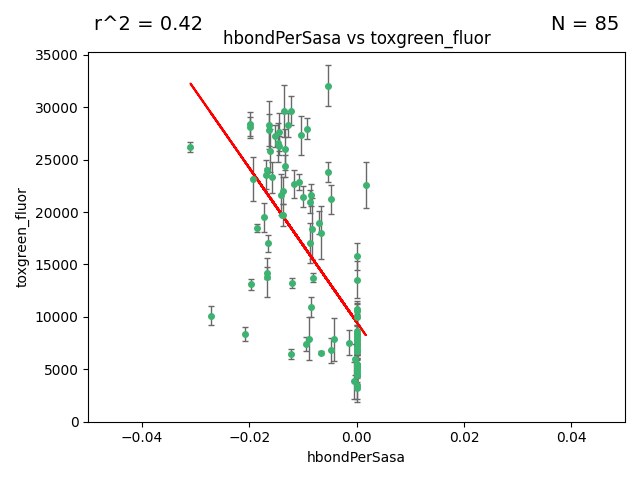 r^2 = 0.42
N = 85
hbondPerSasa vs toxgreen_fluor
35000
30000
25000
20000
15000
10000
5000
0
toxgreen_fluor
−0.04
−0.02
0.00
0.02
0.04
hbondPerSasa